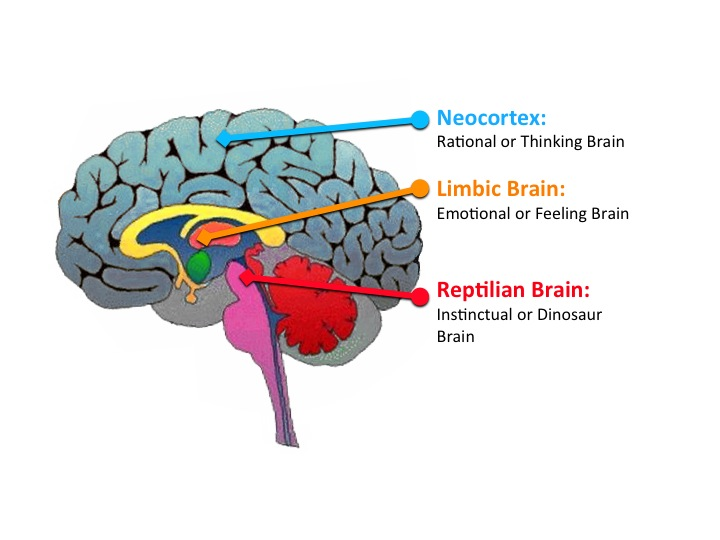 Neocortex:
Rational or Thinking Brain
Limbic Brain:
Emotional or Feeling Brain
Reptilian Brain:
Instinctual or Dinosaur
Brain